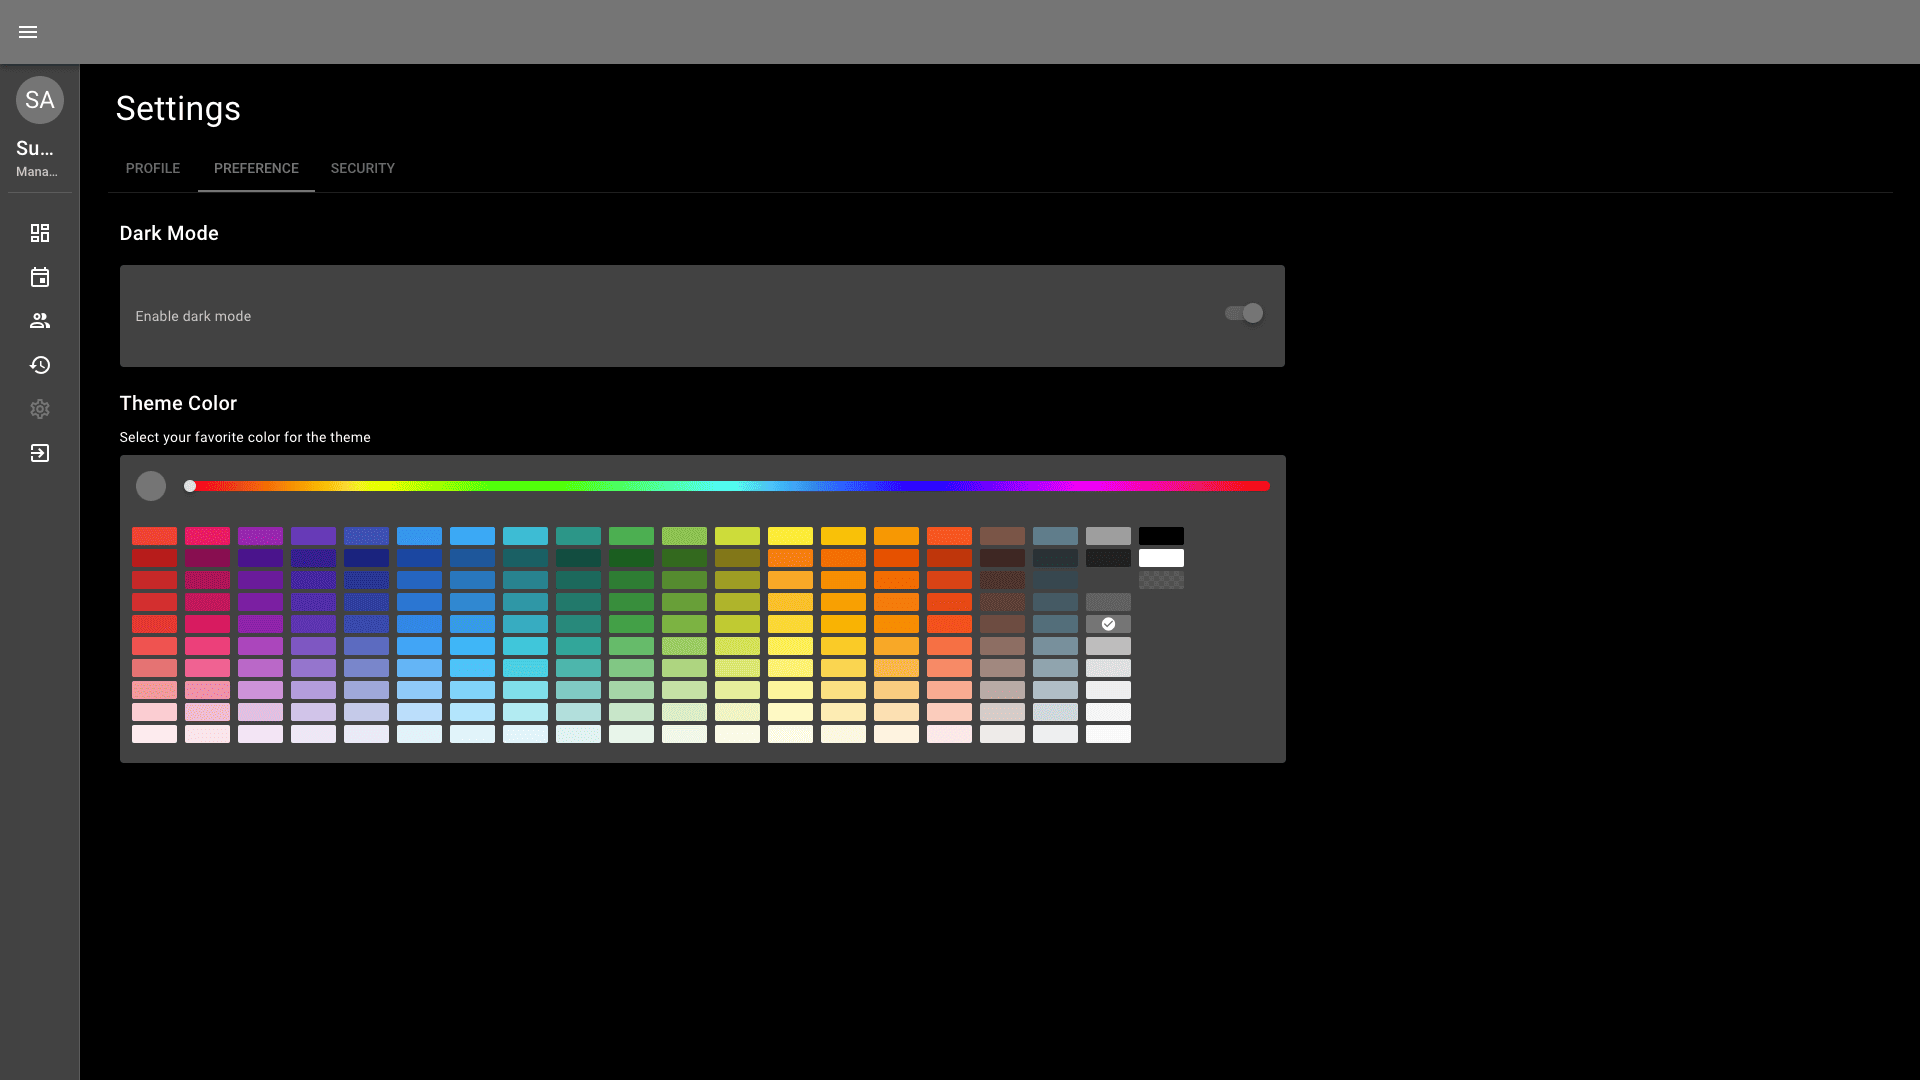 SA
Su...
Mana...
Settings
PROFILE
PREFERENCE
SECURITY
Dark Mode
Enable dark mode
Theme Color
Select your favorite color for the theme